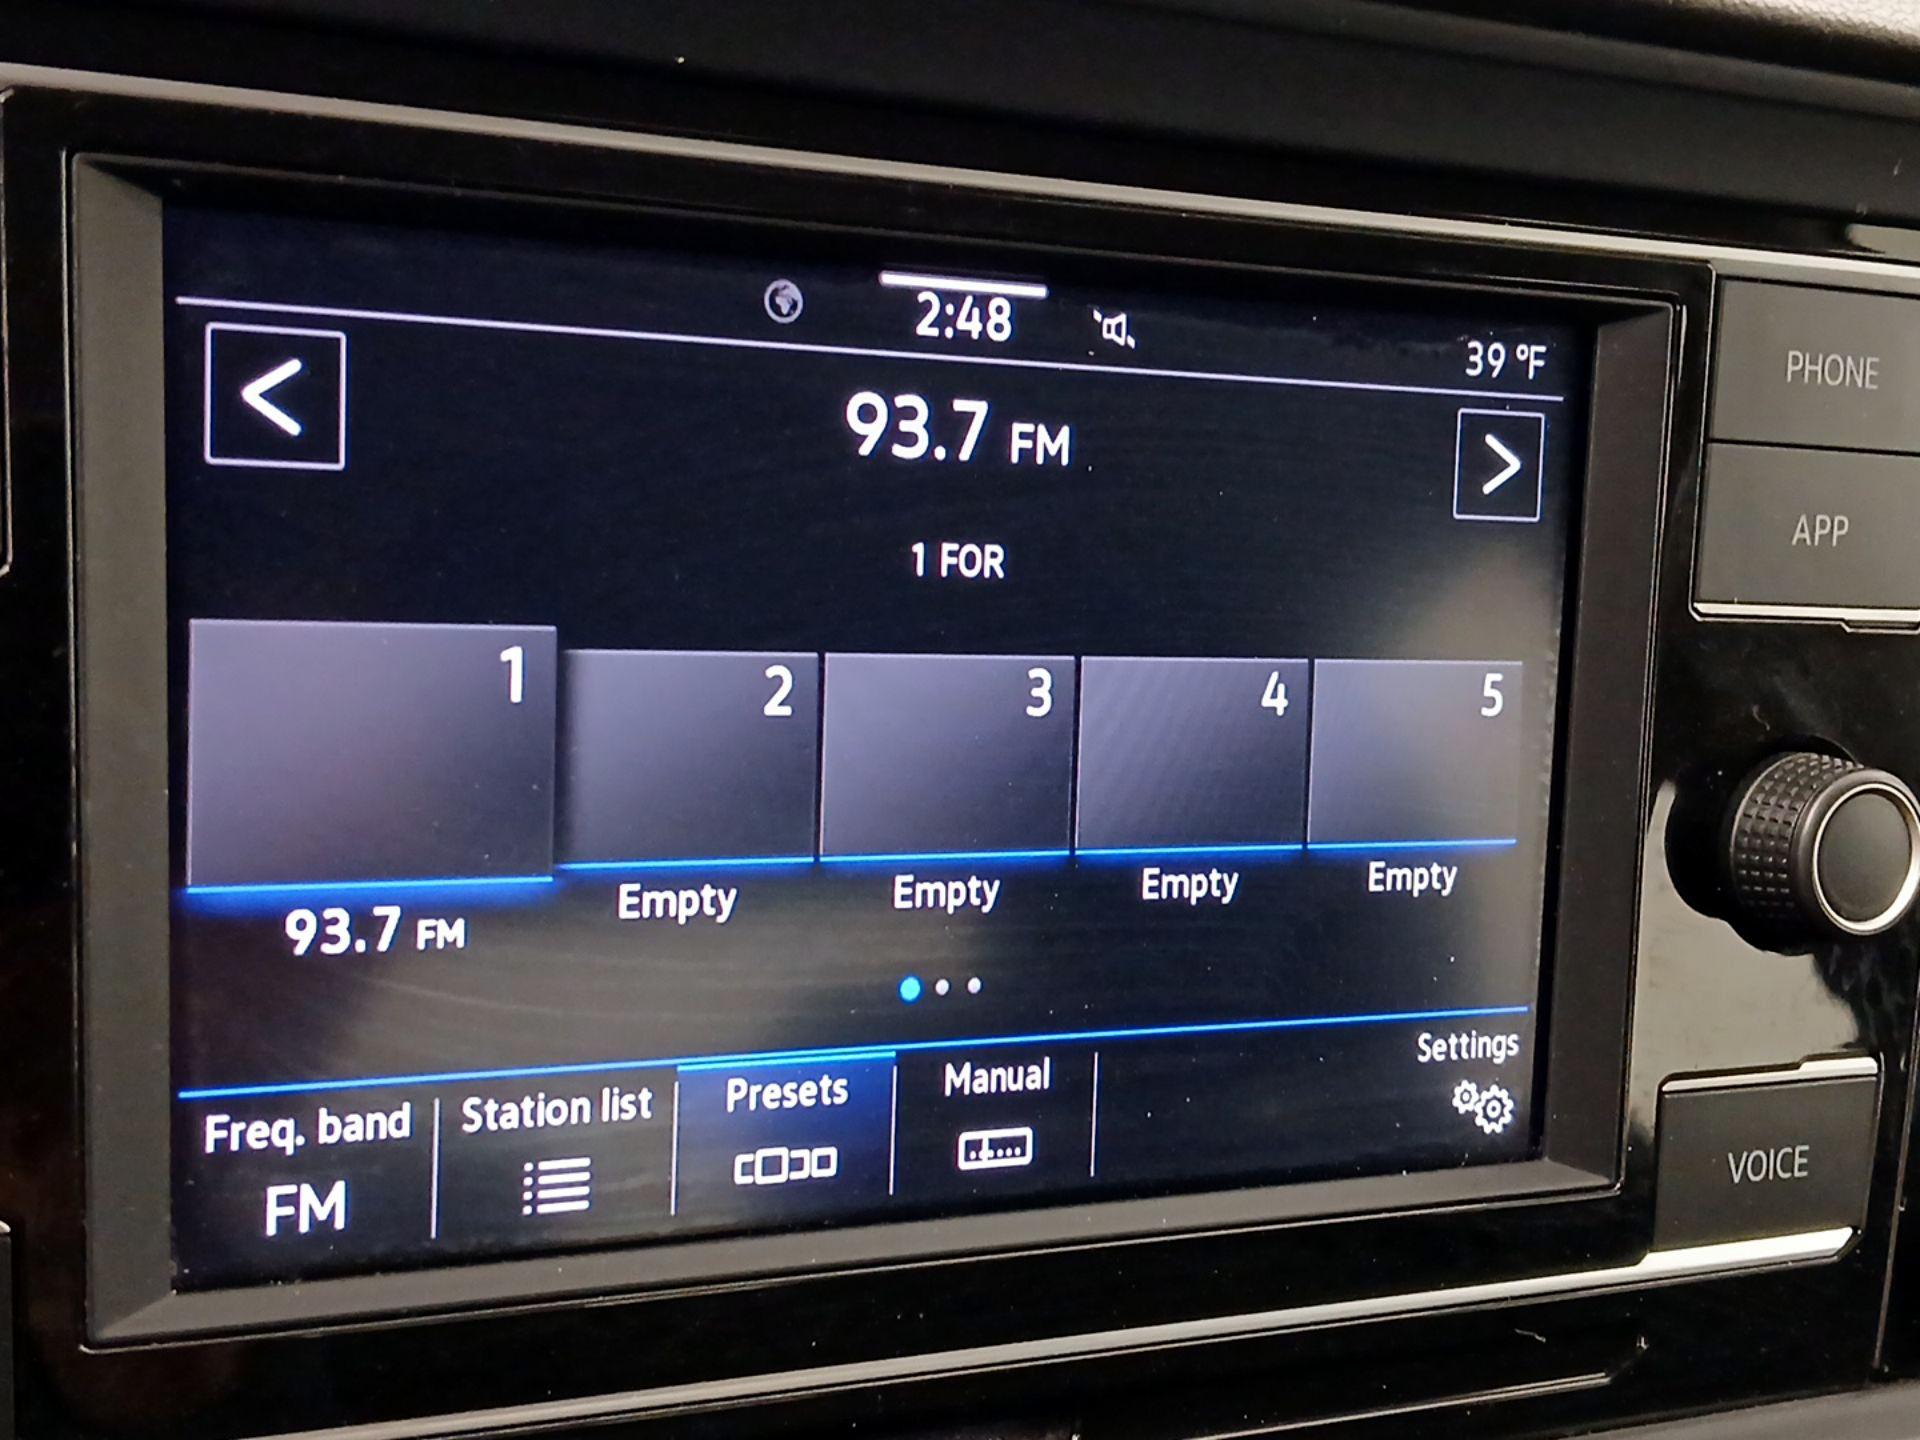 2:48
39 °F
93.7 FM
1 FOR
1
2
3
4
5
93.7 FM
Empty
Empty
Empty
Empty
Freq. band
FM
Station list
Presets
Manual
Settings
PHONE
APP
VOICE